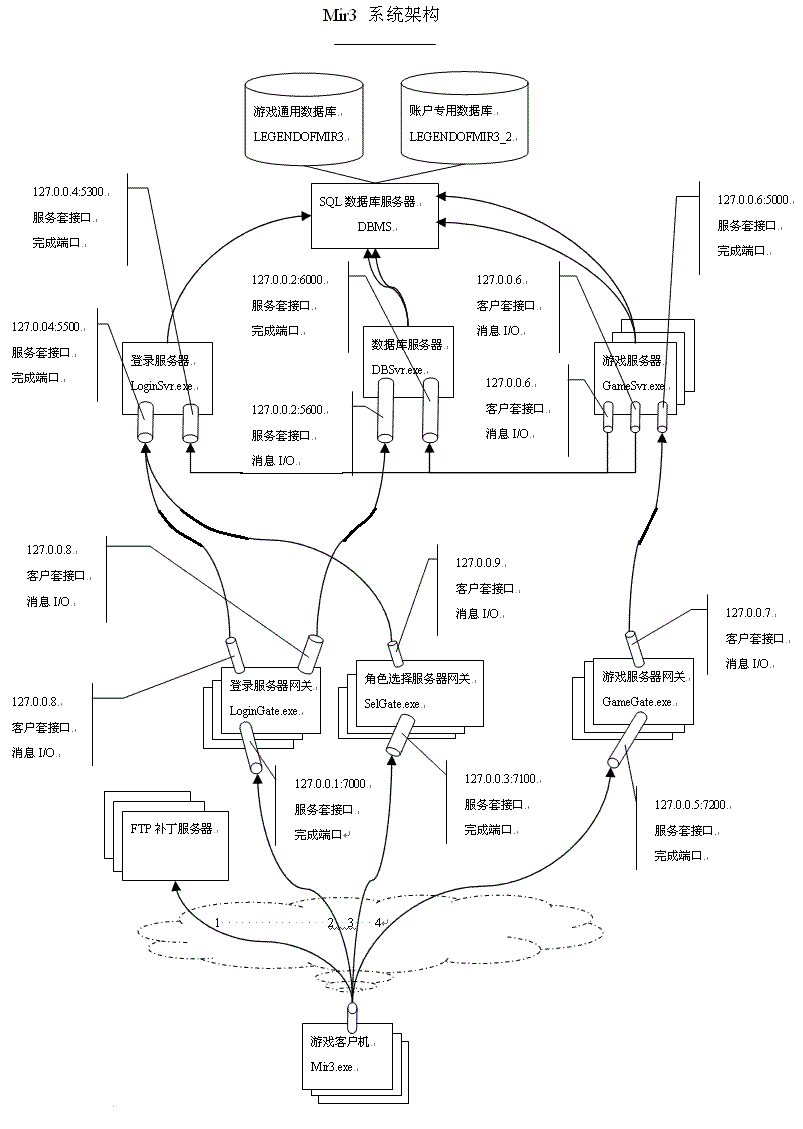 Mir3 系统架构
游戏通用数据库
LEGENDOFMIR3
账户专用数据库
LEGENDOFMIR3_2
SQL 数据库服务器
DBMS
127.0.0.4:5300
服务套接口
完成端口
127.0.0.6:5000
服务套接口
完成端口
127.0.0.2:6000
服务套接口
完成端口
127.0.0.6
客户套接口
消息 I/O
127.0.04:5500
服务套接口
完成端口
登录服务器
LoginSvr.exe
数据库服务器
DBSvr.exe
游戏服务器
GameSvr.exe
127.0.0.6
客户套接口
消息 I/O
127.0.0.2:5600
服务套接口
消息 I/O
127.0.0.8
客户套接口
消息 I/O
127.0.0.9
客户套接口
消息 I/O
127.0.0.7
客户套接口
消息 I/O
登录服务器网关
LoginGate.exe
角色选择服务器网关
SelGate.exe
游戏服务器网关
GameGate.exe
127.0.0.8
客户套接口
消息 I/O
127.0.0.1:7000
服务套接口
完成端口
127.0.0.3:7100
服务套接口
完成端口
127.0.0.5:7200
服务套接口
完成端口
FTP 补丁服务器
1 2 3 4
游戏客户机
Mir3.exe